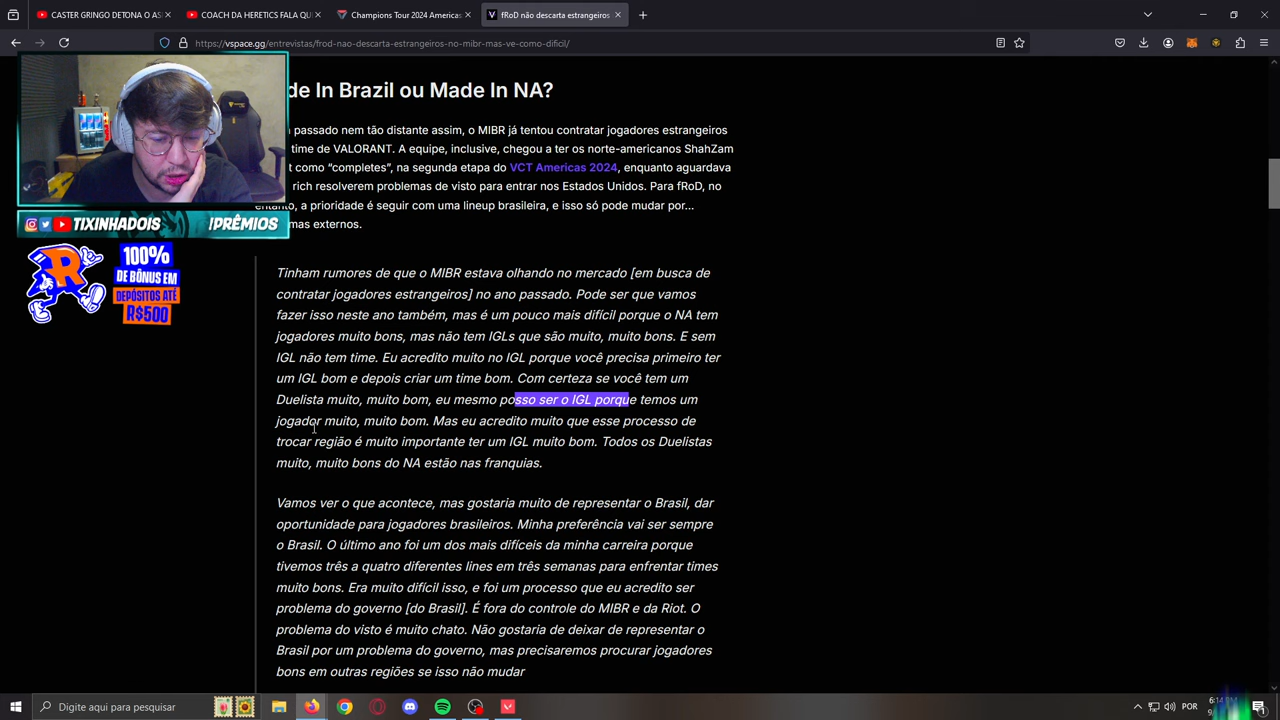 CASTER GRINGO DETONA O AS
COACH DA HERETICS FALA QU
Champions Tour 2024 Americas
fRoD não descarta estrangeiros
https://vspace.gg/entrevistas/frod-nao-descarta-estrangeiros-no-mibr-mas-ve-como-dificil/
de In Brazil ou Made In NA?
passado nem tão distante assim, o MIBR já tentou contratar jogadores estrangeiros
time de VALORANT. A equipe, inclusive, chegou a ter os norte-americanos ShahZam
t como “completes”, na segunda etapa do VCT Americas 2024, enquanto aguardava
rich resolverem problemas de visto para entrar nos Estados Unidos. Para fRoD, no
entanto, a prioridade é seguir com uma lineup brasileira, e isso só pode mudar por...
mas externos.
TIXINHADOIS
!PRÊMIOS
100%
DE BÔNUS EM
DEPÓSITOS ATÉ
R$500
Tinham rumores de que o MIBR estava olhando no mercado [em busca de
contratar jogadores estrangeiros] no ano passado. Pode ser que vamos
fazer isso neste ano também, mas é um pouco mais difícil porque o NA tem
jogadores muito bons, mas não tem IGLs que são muito, muito bons. E sem
IGL não tem time. Eu acredito muito no IGL porque você precisa primeiro ter
um IGL bom e depois criar um time bom. Com certeza se você tem um
Duelista muito, muito bom, eu mesmo posso ser o IGL porque temos um
jogador muito, muito bom. Mas eu acredito muito que esse processo de
trocar região é muito importante ter um IGL muito bom. Todos os Duelistas
muito, muito bons do NA estão nas franquias.
Vamos ver o que acontece, mas gostaria muito de representar o Brasil, dar
oportunidade para jogadores brasileiros. Minha preferência vai ser sempre
o Brasil. O último ano foi um dos mais difíceis da minha carreira porque
tivemos três a quatro diferentes lines em três semanas para enfrentar times
muito bons. Era muito difícil isso, e foi um processo que eu acredito ser
problema do governo [do Brasil]. É fora do controle do MIBR e da Riot. O
problema do visto é muito chato. Não gostaria de deixar de representar o
Brasil por um problema do governo, mas precisaremos procurar jogadores
bons em outras regiões se isso não mudar
Digite aqui para pesquisar
POR